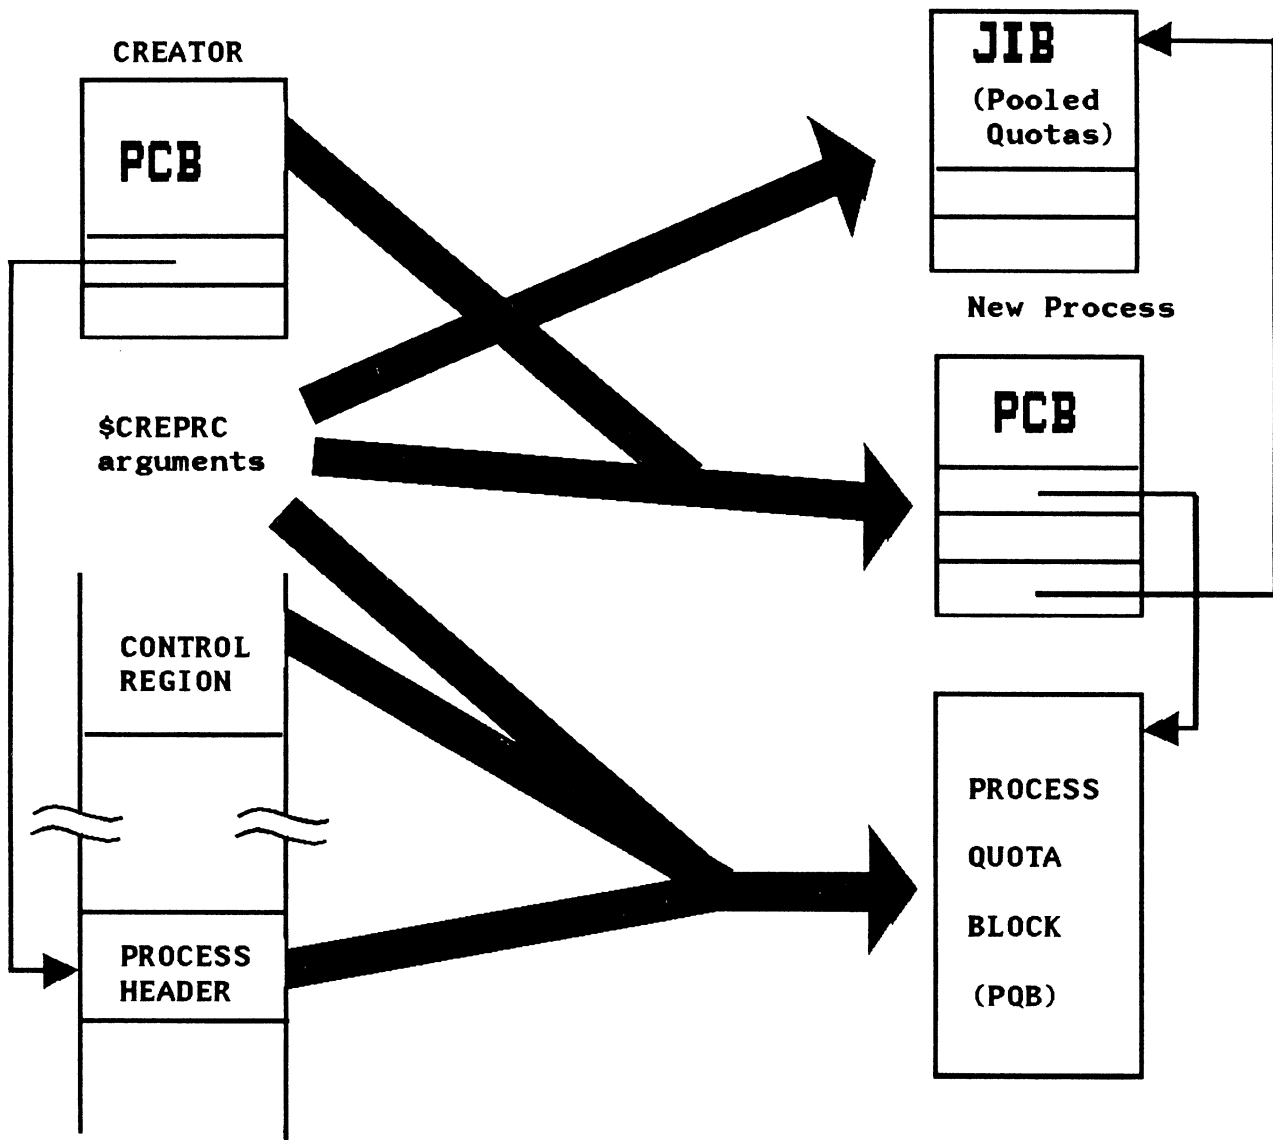 CREATOR
PCB
$CREPRC
arguments
CONTROL
REGION
PROCESS
HEADER
JIB
(Pooled
Quotas)
New Process
PCB
PROCESS
QUOTA
BLOCK
(PQB)